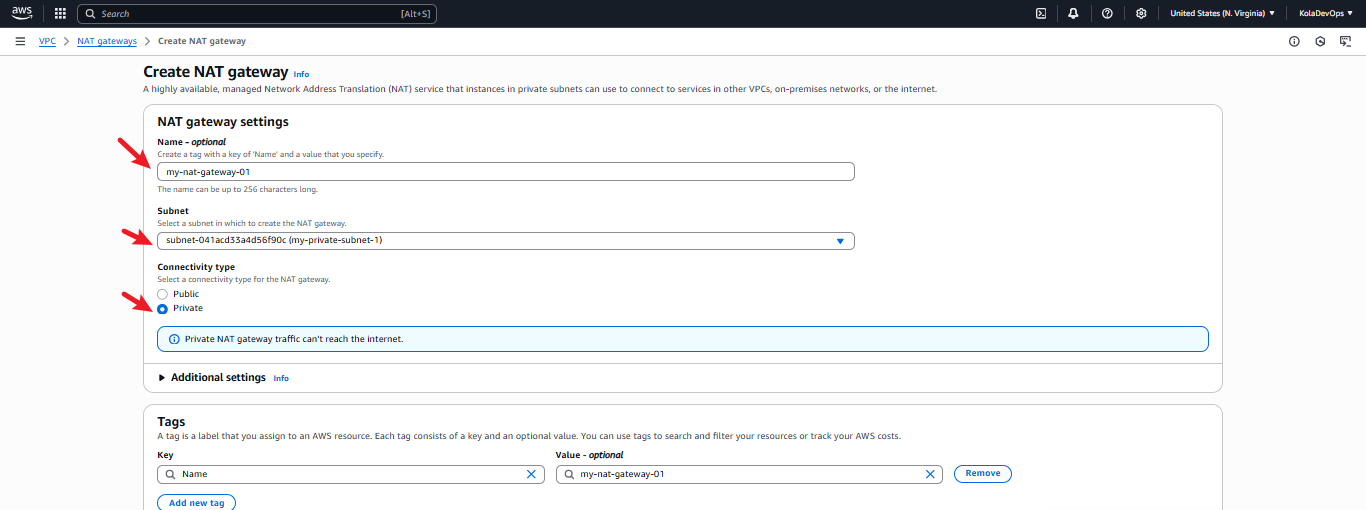 aws Search [Alt+S] United States (N. Virginia) KolaDevOps
VPC > NAT gateways > Create NAT gateway
Create NAT gateway Info
A highly available, managed Network Address Translation (NAT) service that instances in private subnets can use to connect to services in other VPCs, on-premises networks, or the internet.
NAT gateway settings
Name - optional
Create a tag with a key of 'Name' and a value that you specify.
my-nat-gateway-01
The name can be up to 256 characters long.
Subnet
Select a subnet in which to create the NAT gateway.
subnet-041acd33a4d56f90c (my-private-subnet-1)
Connectivity type
Select a connectivity type for the NAT gateway.
Public
Private
Private NAT gateway traffic can't reach the internet.
Additional settings Info
Tags
A tag is a label that you assign to an AWS resource. Each tag consists of a key and an optional value. You can use tags to search and filter your resources or track your AWS costs.
Key Value - optional
Name my-nat-gateway-01 Remove
Add new tag